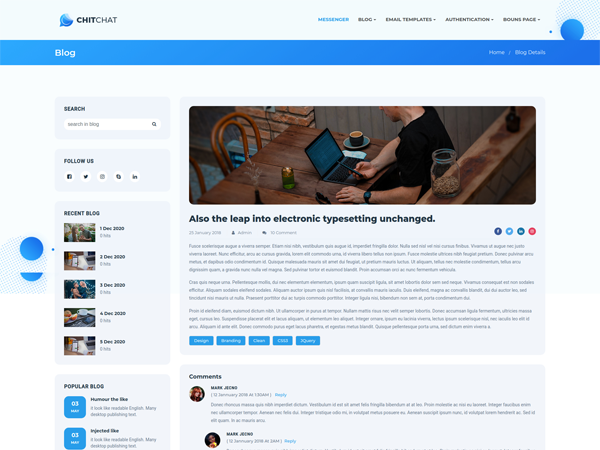 CHITCHAT
MESSENGER BLOG EMAIL TEMPLATES AUTHENTICATION BOUNS PAGE
Blog
Home / Blog Details
SEARCH
search in blog
FOLLOW US
RECENT BLOG
1 Dec 2020
0 hits
2 Dec 2020
0 hits
3 Dec 2020
0 hits
4 Dec 2020
0 hits
5 Dec 2020
0 hits
POPULAR BLOG
03
MAY
Humour the like
it look like readable English. Many
desktop publishing text.
03
MAY
Injected like
it look like readable English. Many
desktop publishing text.
Also the leap into electronic typesetting unchanged.
25 January 2018 Admin 10 Comment
Fusce scelerisque augue a viverra semper. Etiam nisi nibh, vestibulum quis augue id, imperdiet fringilla dolor. Nulla sed nisl vel nisi cursus finibus. Vivamus ut augue nec justo
viverra laoreet. Nunc efficitur, arcu ac cursus gravida, lorem elit commodo urna, id viverra libero tellus non ipsum. Fusce molestie ultrices nibh feugiat pretium. Donec pulvinar arcu
metus, et dapibus odio condimentum id. Quisque malesuada mauris sit amet dui feugiat, ut pretium mauris luctus. Ut aliquam, tellus nec molestie condimentum, tellus arcu
dignissim quam, a gravida nunc nulla vel magna. Sed pulvinar tortor et euismod blandit. Proin accumsan orci ac nunc fermentum vehicula.
Cras quis neque urna. Pellentesque mollis, dui nec elementum elementum, ipsum quam suscipit ligula, sit amet lobortis dolor sem sed neque. Vivamus consequat est non sodales
efficitur. Aliquam sodales eleifend sodales. Aliquam auctor ipsum quis nisl facilisis, at convallis mauris iaculis. Duis eleifend, magna ac convallis blandit, dui dui auctor leo, sed
tincidunt nisi mauris ut nulla. Praesent porttitor dui ac turpis commodo porttitor. Integer ligula nisi, bibendum non sem at, porta condimentum dui.
Proin id eleifend diam, euismod dictum nibh. Ut ullamcorper in purus at tempor. Nullam mattis risus nec velit semper lobortis. Donec accumsan ligula fermentum, ultricies massa
cursus leo. Suspendisse placerat elit et lacus aliquam, at elementum leo aliquet. Integer ornare, ipsum eu lacinia viverra, lectus ipsum scelerisque nisl, nec iaculis leo elit id
arcu. Aliquam id ante elit. Donec commodo purus eget lacus pharetra, et egestas metus blandit. Quisque pellentesque porta urna, sed dictum enim viverra a.
Design Branding Clean CSS3 JQuery
Comments
MARK JECNO
( 12 Jannuary 2018 At 1:30AM ) Reply
Donec rhoncus massa quis nibh imperdiet dictum. Vestibulum id est sit amet felis fringilla bibendum at at leo. Proin molestie ac nisi eu laoreet. Integer faucibus enim
nec ullamcorper tempor. Aenean nec felis dui. Integer tristique odio mi, in volutpat metus posuere eu. Aenean suscipit ipsum nunc, id volutpat lorem hendrerit ac. Sed id
elit quam. In ac mauris arcu.
MARK JECNO
( 12 Jannuary 2018 At 2AM ) Reply